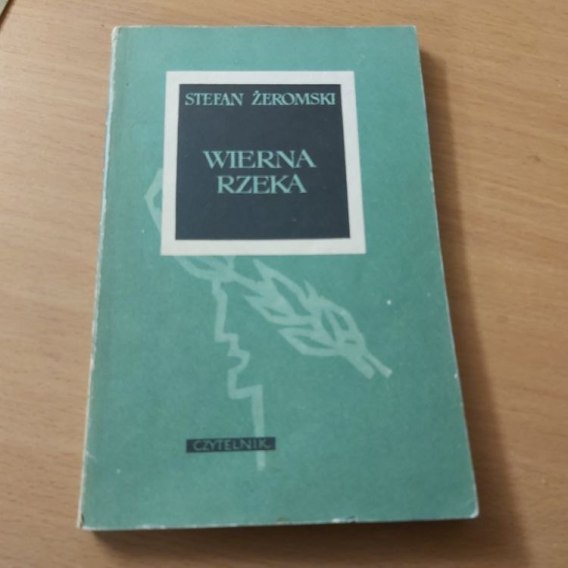 STEFAN ŻEROMSKI
WIERNA
RZEKA
CZYTELNIK